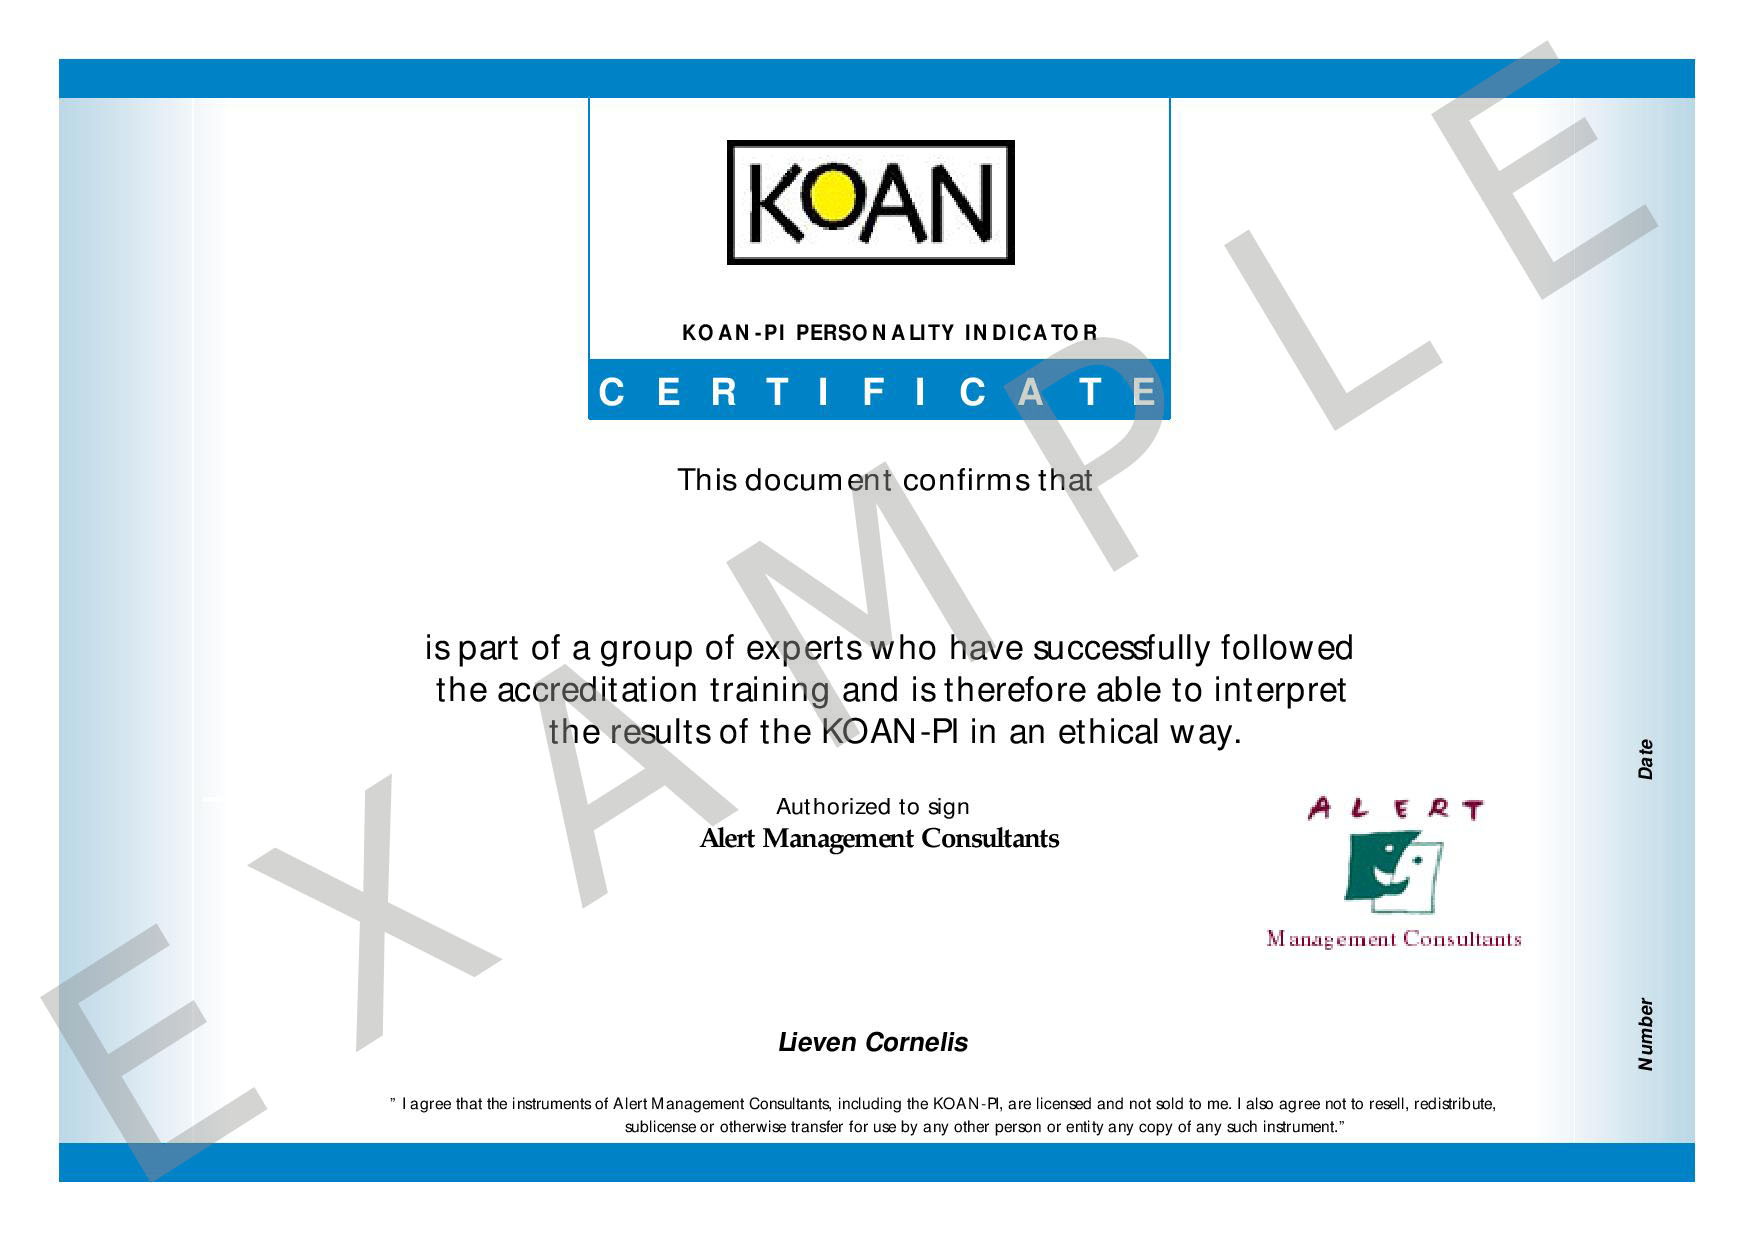 KOAN
KOAN-PI PERSONALITY INDICATOR
CERTIFICATE
This document confirms that
is part of a group of experts who have successfully followed
the accreditation training and is therefore able to interpret
the results of the KOAN-PI in an ethical way.
Authorized to sign
Alert Management Consultants
ALERT
Management Consultants
Lieven Cornelis
” I agree that the instruments of Alert Management Consultants, including the KOAN-PI, are licensed and not sold to me. I also agree not to resell, redistribute,
sublicense or otherwise transfer for use by any other person or entity any copy of any such instrument.”
Date
Number
EXAMPLE